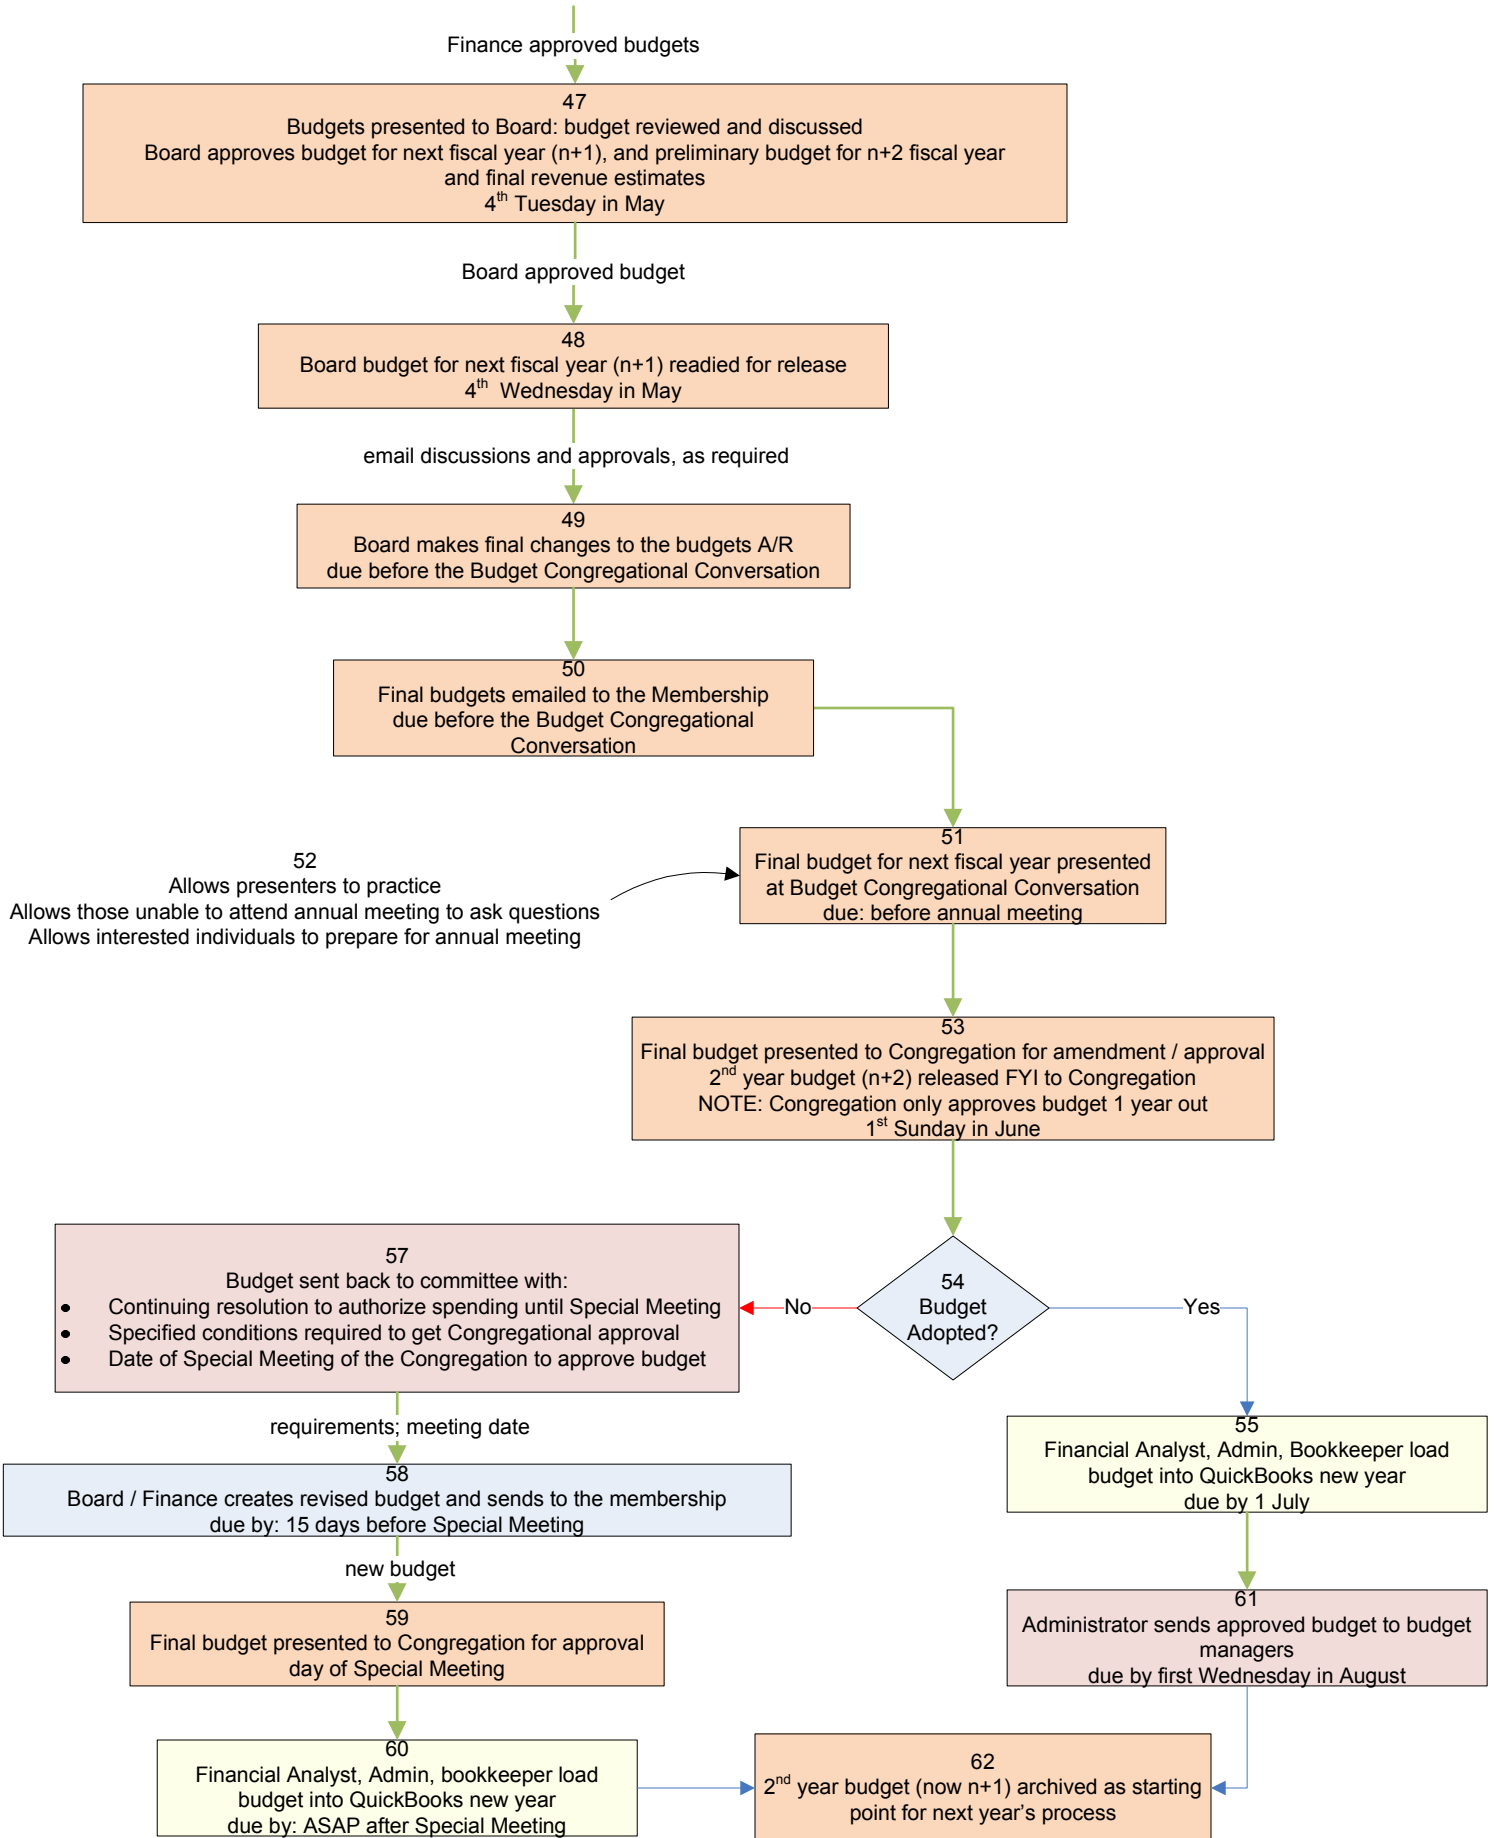 Finance approved budgets
47
Budgets presented to Board: budget reviewed and discussed
Board approves budget for next fiscal year (n+1), and preliminary budget for n+2 fiscal year
and final revenue estimates
4th Tuesday in May
Board approved budget
48
Board budget for next fiscal year (n+1) readied for release
4th Wednesday in May
email discussions and approvals, as required
49
Board makes final changes to the budgets A/R
due before the Budget Congregational Conversation
50
Final budgets emailed to the Membership
due before the Budget Congregational
Conversation
51
Final budget for next fiscal year presented
at Budget Congregational Conversation
due: before annual meeting
52
Allows presenters to practice
Allows those unable to attend annual meeting to ask questions
Allows interested individuals to prepare for annual meeting
53
Final budget presented to Congregation for amendment / approval
2nd year budget (n+2) released FYI to Congregation
NOTE: Congregation only approves budget 1 year out
1st Sunday in June
54
Budget
Adopted?
No
Yes
57
Budget sent back to committee with:
• Continuing resolution to authorize spending until Special Meeting
• Specified conditions required to get Congregational approval
• Date of Special Meeting of the Congregation to approve budget
requirements; meeting date
55
Financial Analyst, Admin, Bookkeeper load
budget into QuickBooks new year
due by 1 July
58
Board / Finance creates revised budget and sends to the membership
due by: 15 days before Special Meeting
new budget
59
Final budget presented to Congregation for approval
day of Special Meeting
61
Administrator sends approved budget to budget
managers
due by first Wednesday in August
60
Financial Analyst, Admin, bookkeeper load
budget into QuickBooks new year
due by: ASAP after Special Meeting
62
2nd year budget (now n+1) archived as starting
point for next year's process